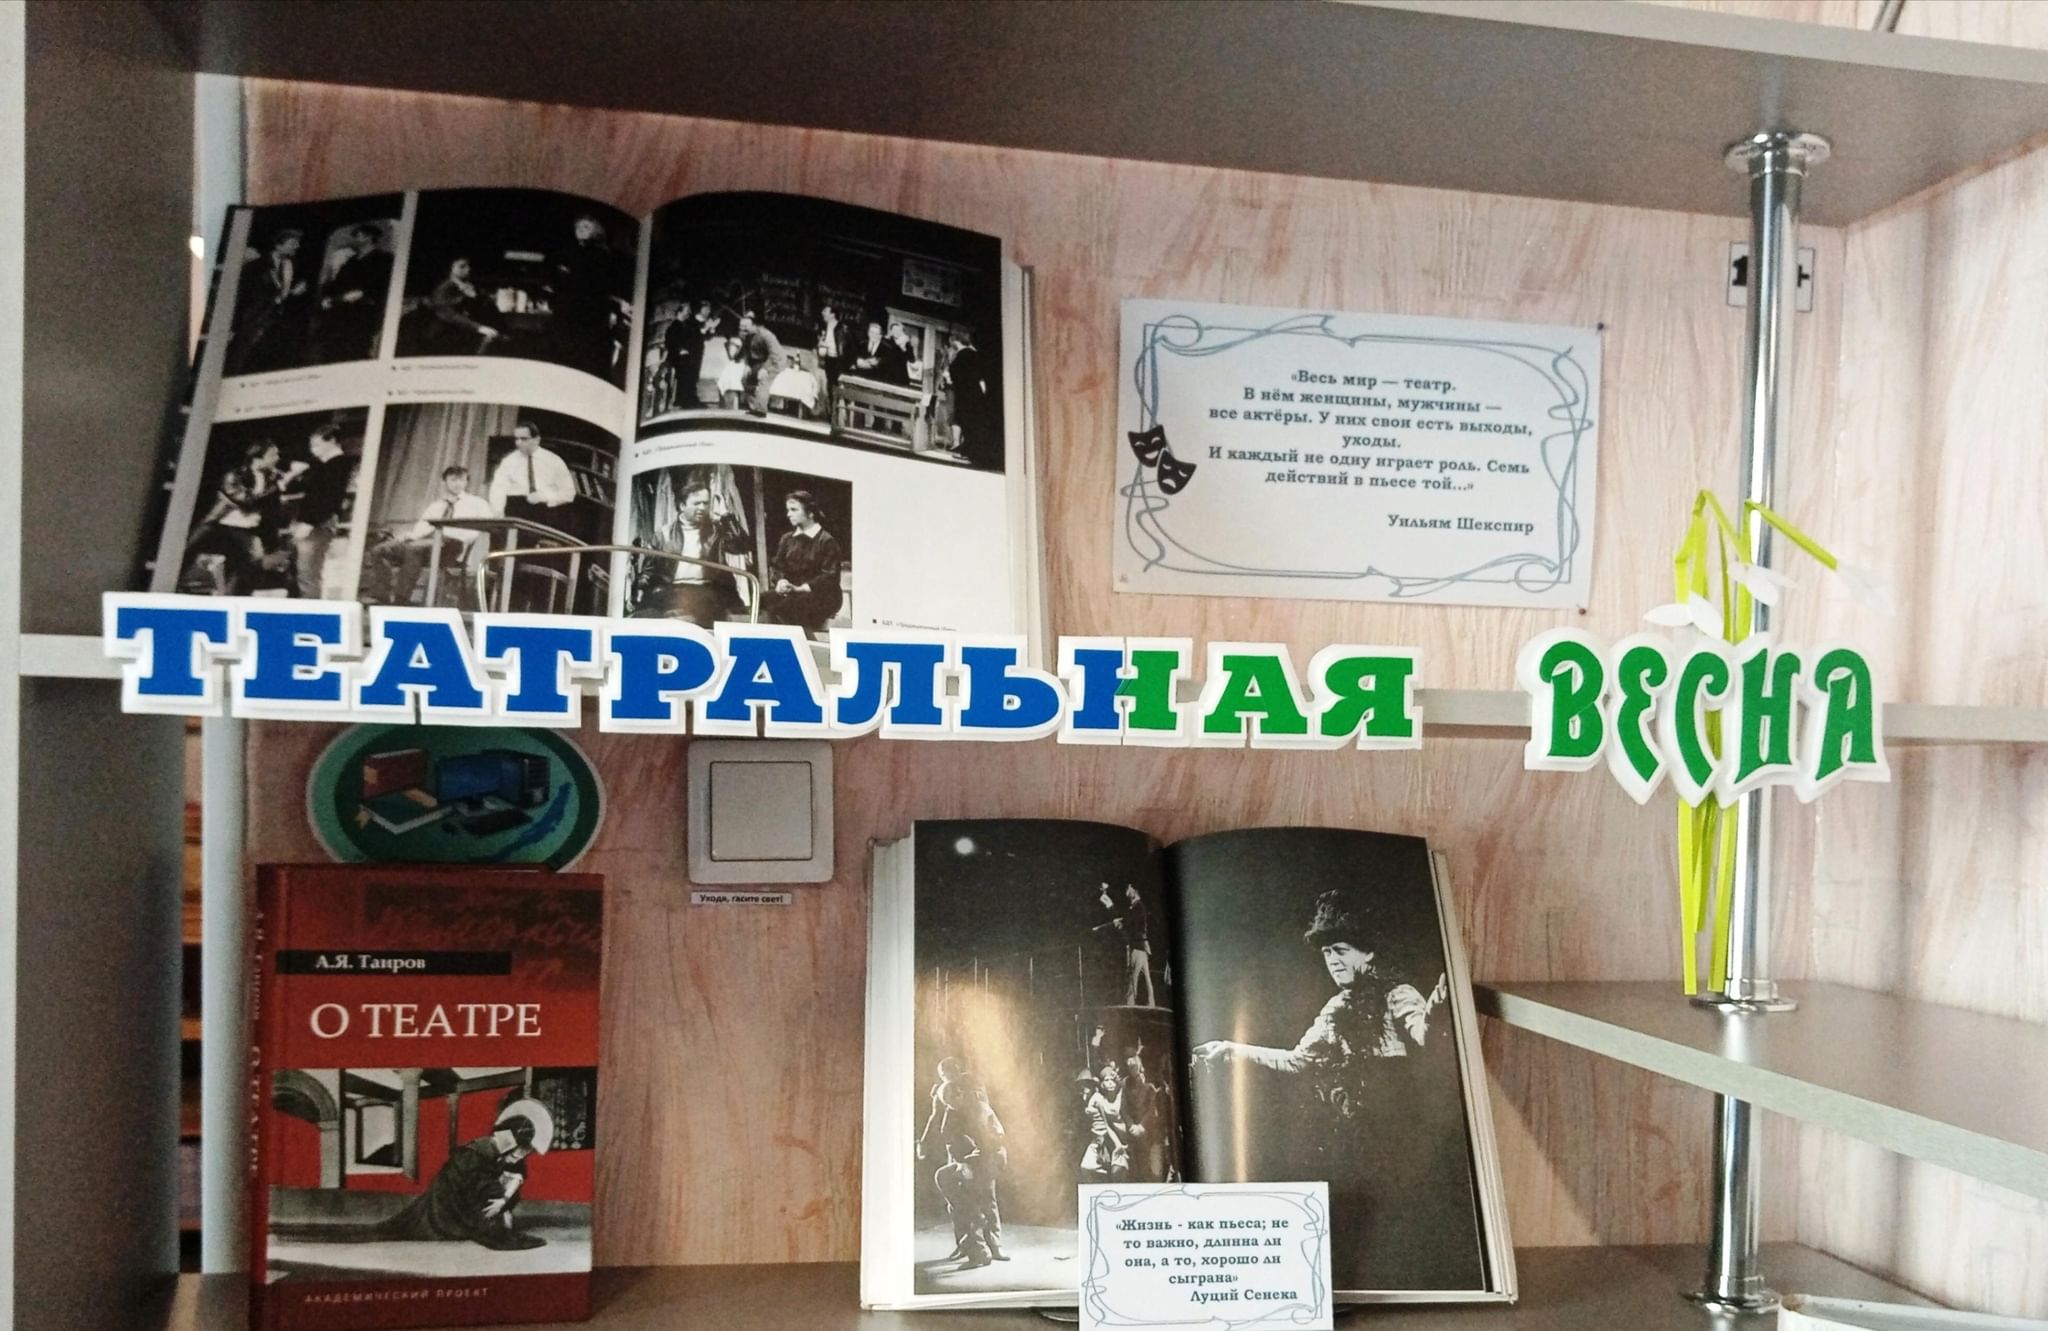 «Весь мир — театр.
В нём женщины, мужчины —
все актёры. У них свои есть выходы,
уходы.
И каждый не одну играет роль. Семь
действий в пьесе той...»
Уильям Шекспир
ТЕАТРАЛЬНАЯ ВЕСНА
Уходя, гасите свет!
А.Я. Таиров
О ТЕАТРЕ
АКАДЕМИЧЕСКИЙ ПРОЕКТ
«Жизнь - как пьеса; не
то важно, длинна ли
она, а то, хорошо ли
сыграна»
Луций Сенека